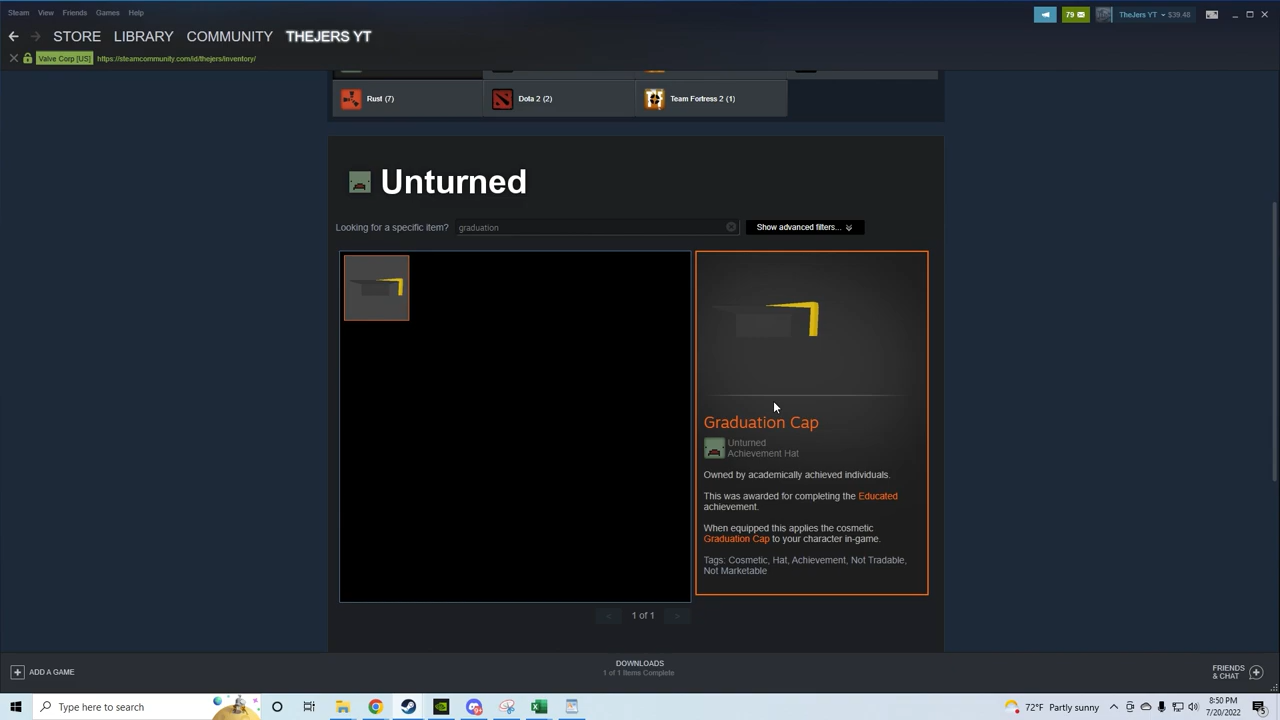 Steam View Friends Games Help
79 TheJers YT $39.48
STORE LIBRARY COMMUNITY THEJERS YT
Valve Corp [US] https://steamcommunity.com/id/thejers/inventory/
Rust (7) Dota 2 (2) Team Fortress 2 (1)
Unturned
Looking for a specific item? graduation Show advanced filters...
Graduation Cap
Unturned
Achievement Hat
Owned by academically achieved individuals.
This was awarded for completing the Educated
achievement.
When equipped this applies the cosmetic
Graduation Cap to your character in-game.
Tags: Cosmetic, Hat, Achievement, Not Tradable,
Not Marketable
< 1 of 1 >
ADD A GAME
DOWNLOADS
1 of 1 Items Complete
FRIENDS
& CHAT
Type here to search
72°F Partly sunny
8:50 PM
7/20/2022